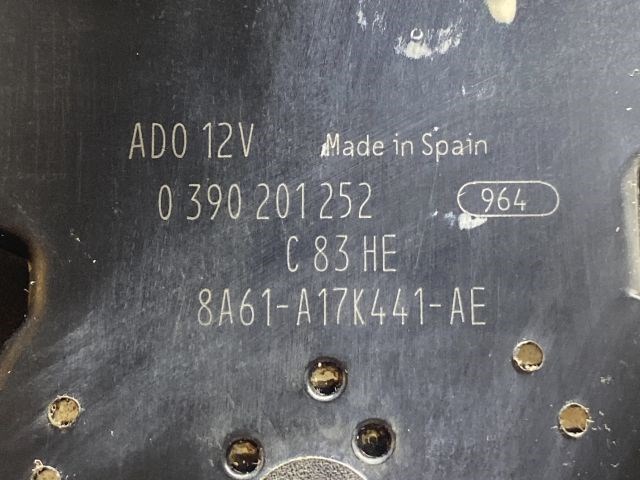 ADO 12V Made in Spain
0 390 201 252 964
C 83 HE
8A61-A17K441-AE